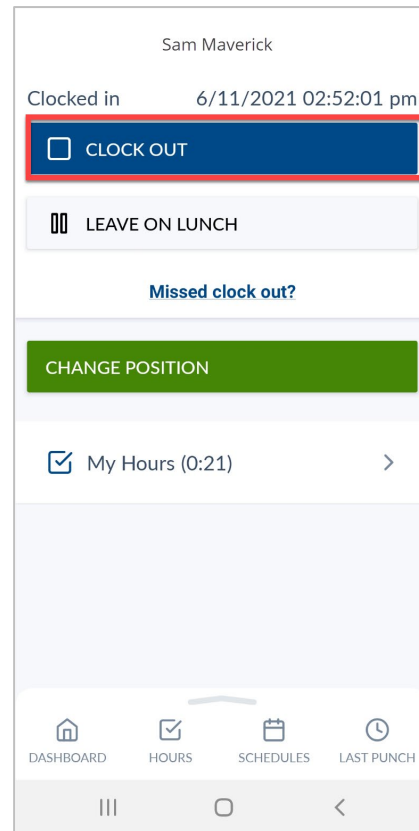 Sam Maverick
Clocked in 6/11/2021 02:52:01 pm
CLOCK OUT
LEAVE ON LUNCH
Missed clock out?
CHANGE POSITION
My Hours (0:21)
DASHBOARD HOURS SCHEDULES LAST PUNCH